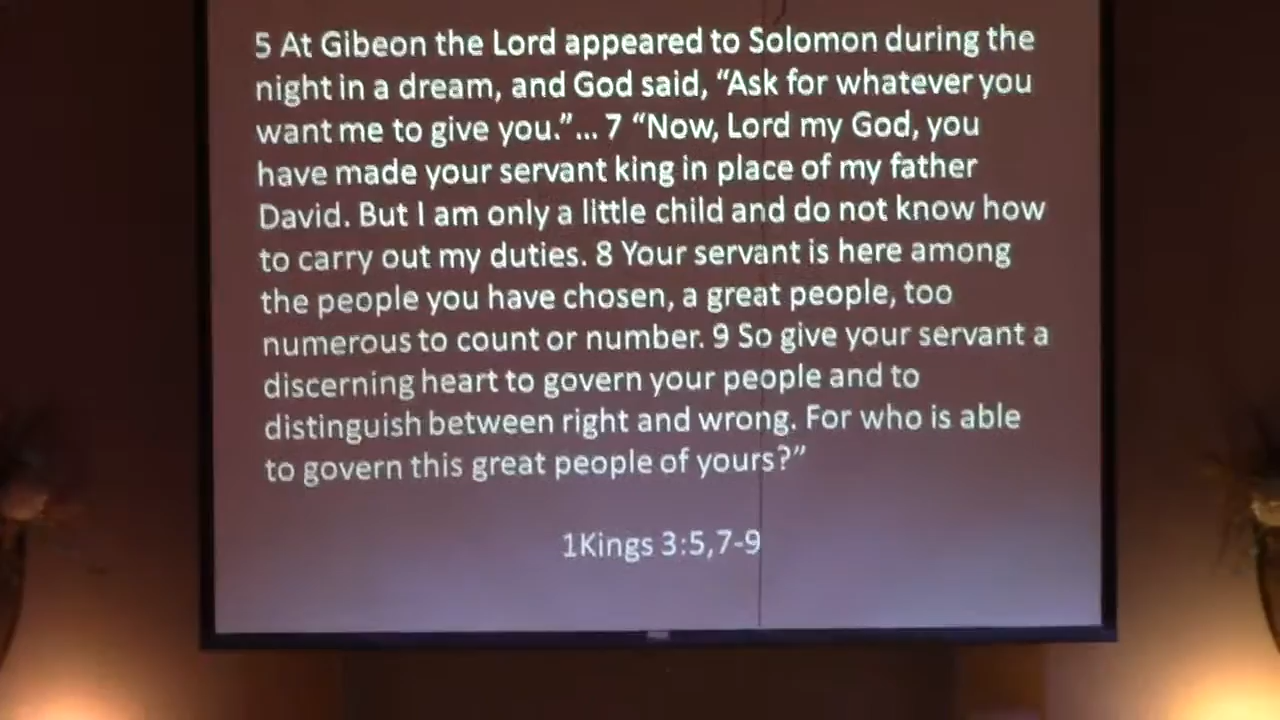 5 At Gibeon the Lord appeared to Solomon during the
night in a dream, and God said, “Ask for whatever you
want me to give you.”... 7 “Now, Lord my God, you
have made your servant king in place of my father
David. But I am only a little child and do not know how
to carry out my duties. 8 Your servant is here among
the people you have chosen, a great people, too
numerous to count or number. 9 So give your servant a
discerning heart to govern your people and to
distinguish between right and wrong. For who is able
to govern this great people of yours?”
1Kings 3:5,7-9